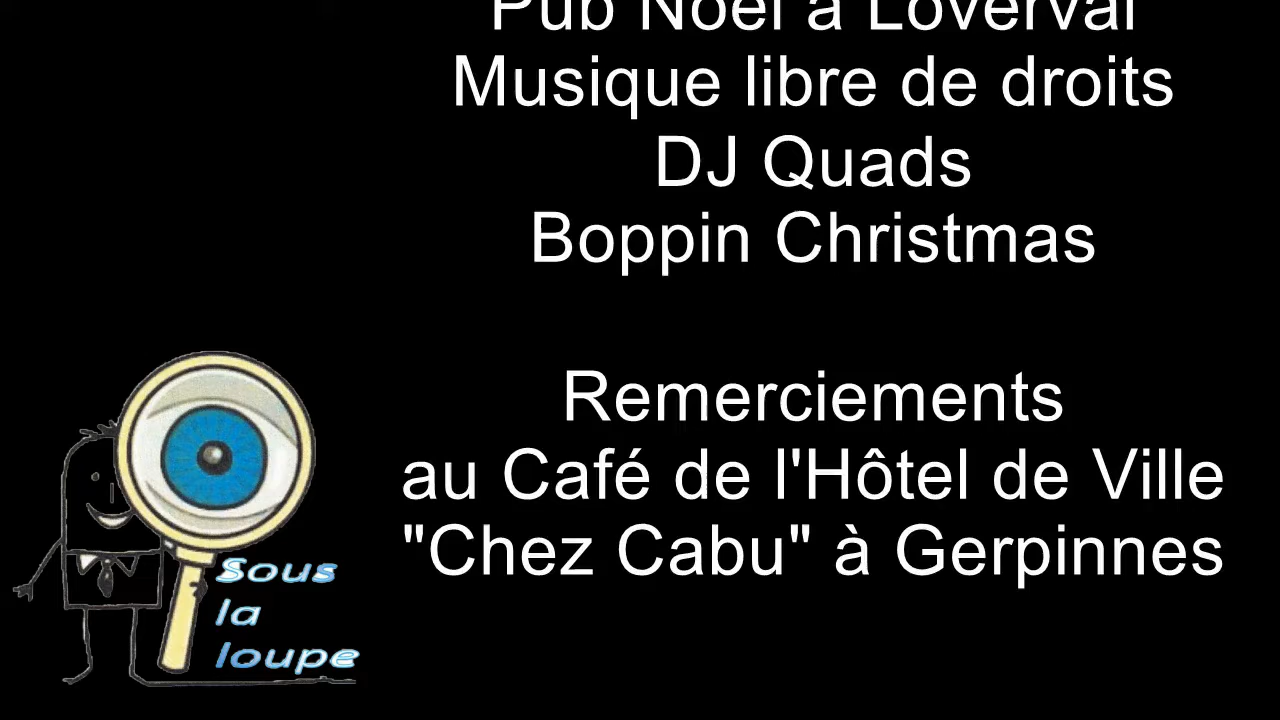 Pub Noël à Loverval
Musique libre de droits
DJ Quads
Boppin Christmas
Remerciements
au Café de l'Hôtel de Ville
"Chez Cabu" à Gerpinnes
Sous
la
loupe